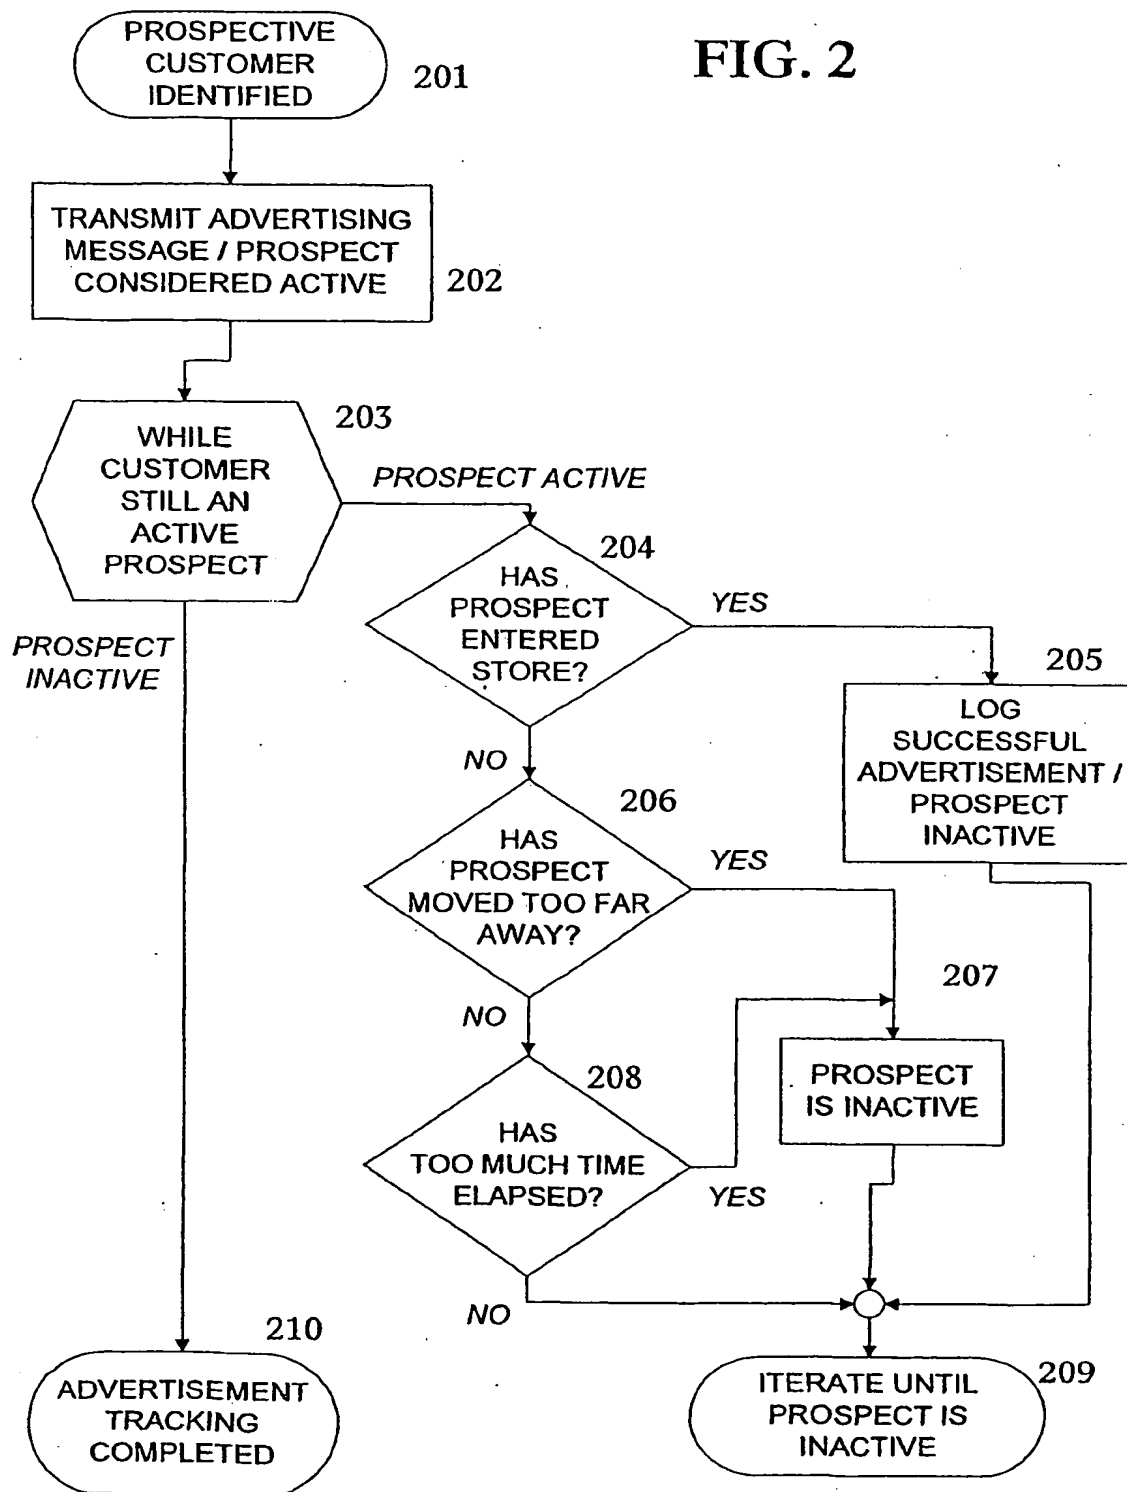 FIG. 2
PROSPECTIVE
CUSTOMER
IDENTIFIED
201
TRANSMIT ADVERTISING
MESSAGE / PROSPECT
CONSIDERED ACTIVE
202
203
WHILE
CUSTOMER
STILL AN
ACTIVE
PROSPECT
PROSPECT ACTIVE
PROSPECT
INACTIVE
204
HAS
PROSPECT
ENTERED
STORE?
YES
NO
205
LOG
SUCCESSFUL
ADVERTISEMENT /
PROSPECT
INACTIVE
206
HAS
PROSPECT
MOVED TOO FAR
AWAY?
YES
NO
207
PROSPECT
IS INACTIVE
208
HAS
TOO MUCH TIME
ELAPSED?
YES
NO
209
ITERATE UNTIL
PROSPECT IS
INACTIVE
210
ADVERTISEMENT
TRACKING
COMPLETED